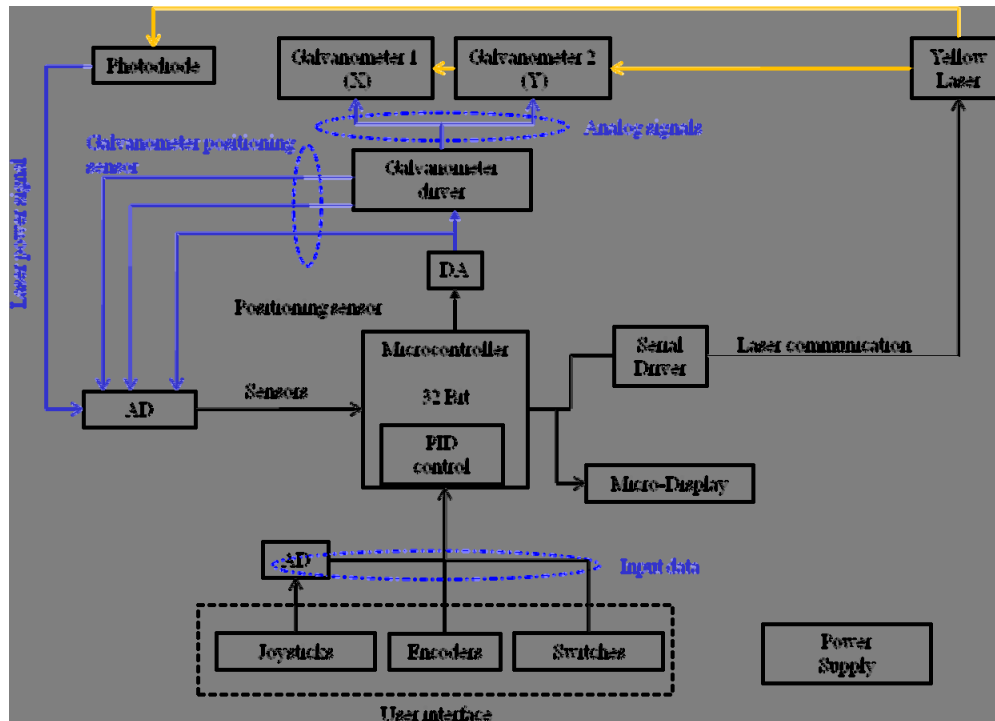 Photodiode
Galvanometer 1
(X)
Galvanometer 2
(Y)
Yellow
Laser
Analog signals
Galvanometer positioning
sensor
Galvanometer
driver
Laser power signal
DA
Positioning sensor
Microcontroller
32 Bit
PID
control
Serial
Driver
Laser communication
AD
Sensors
Micro-Display
AD
Input data
Joysticks
Encoders
Switches
Power
Supply
User interface